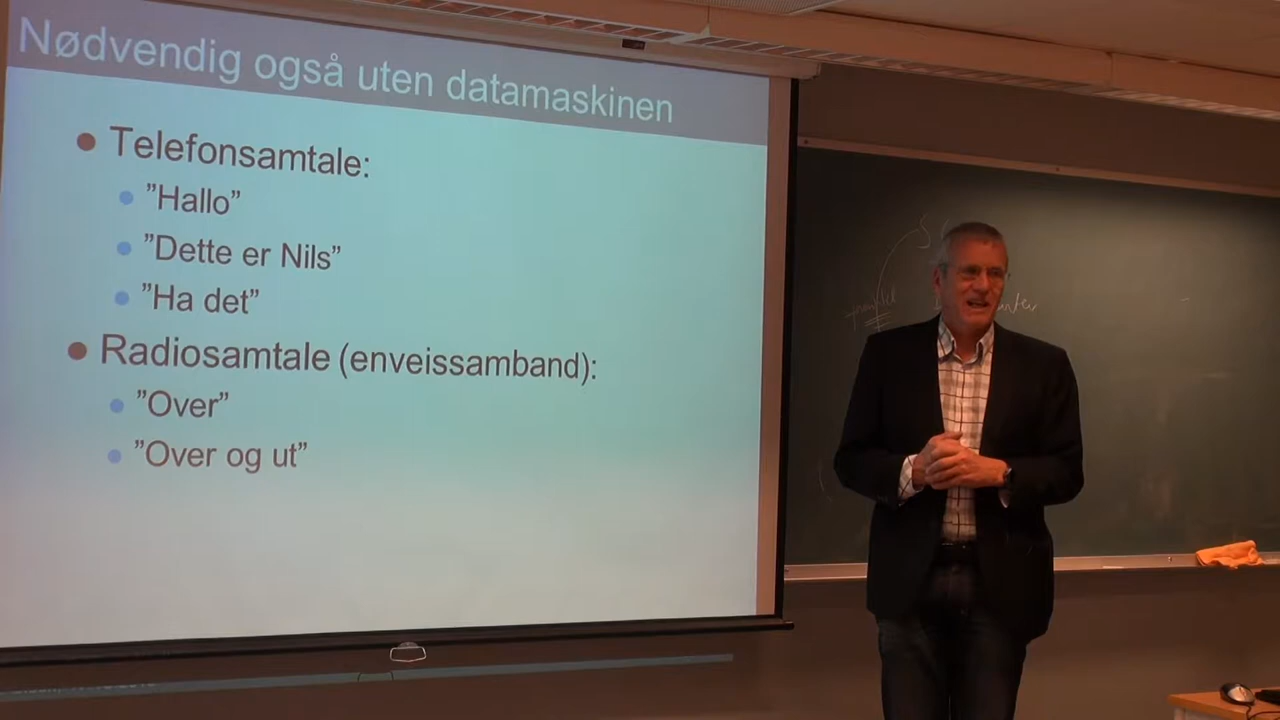 Nødvendig også uten datamaskinen
Telefonsamtale:
”Hallo”
”Dette er Nils”
”Ha det”
Radiosamtale (enveissamband):
”Over”
”Over og ut”